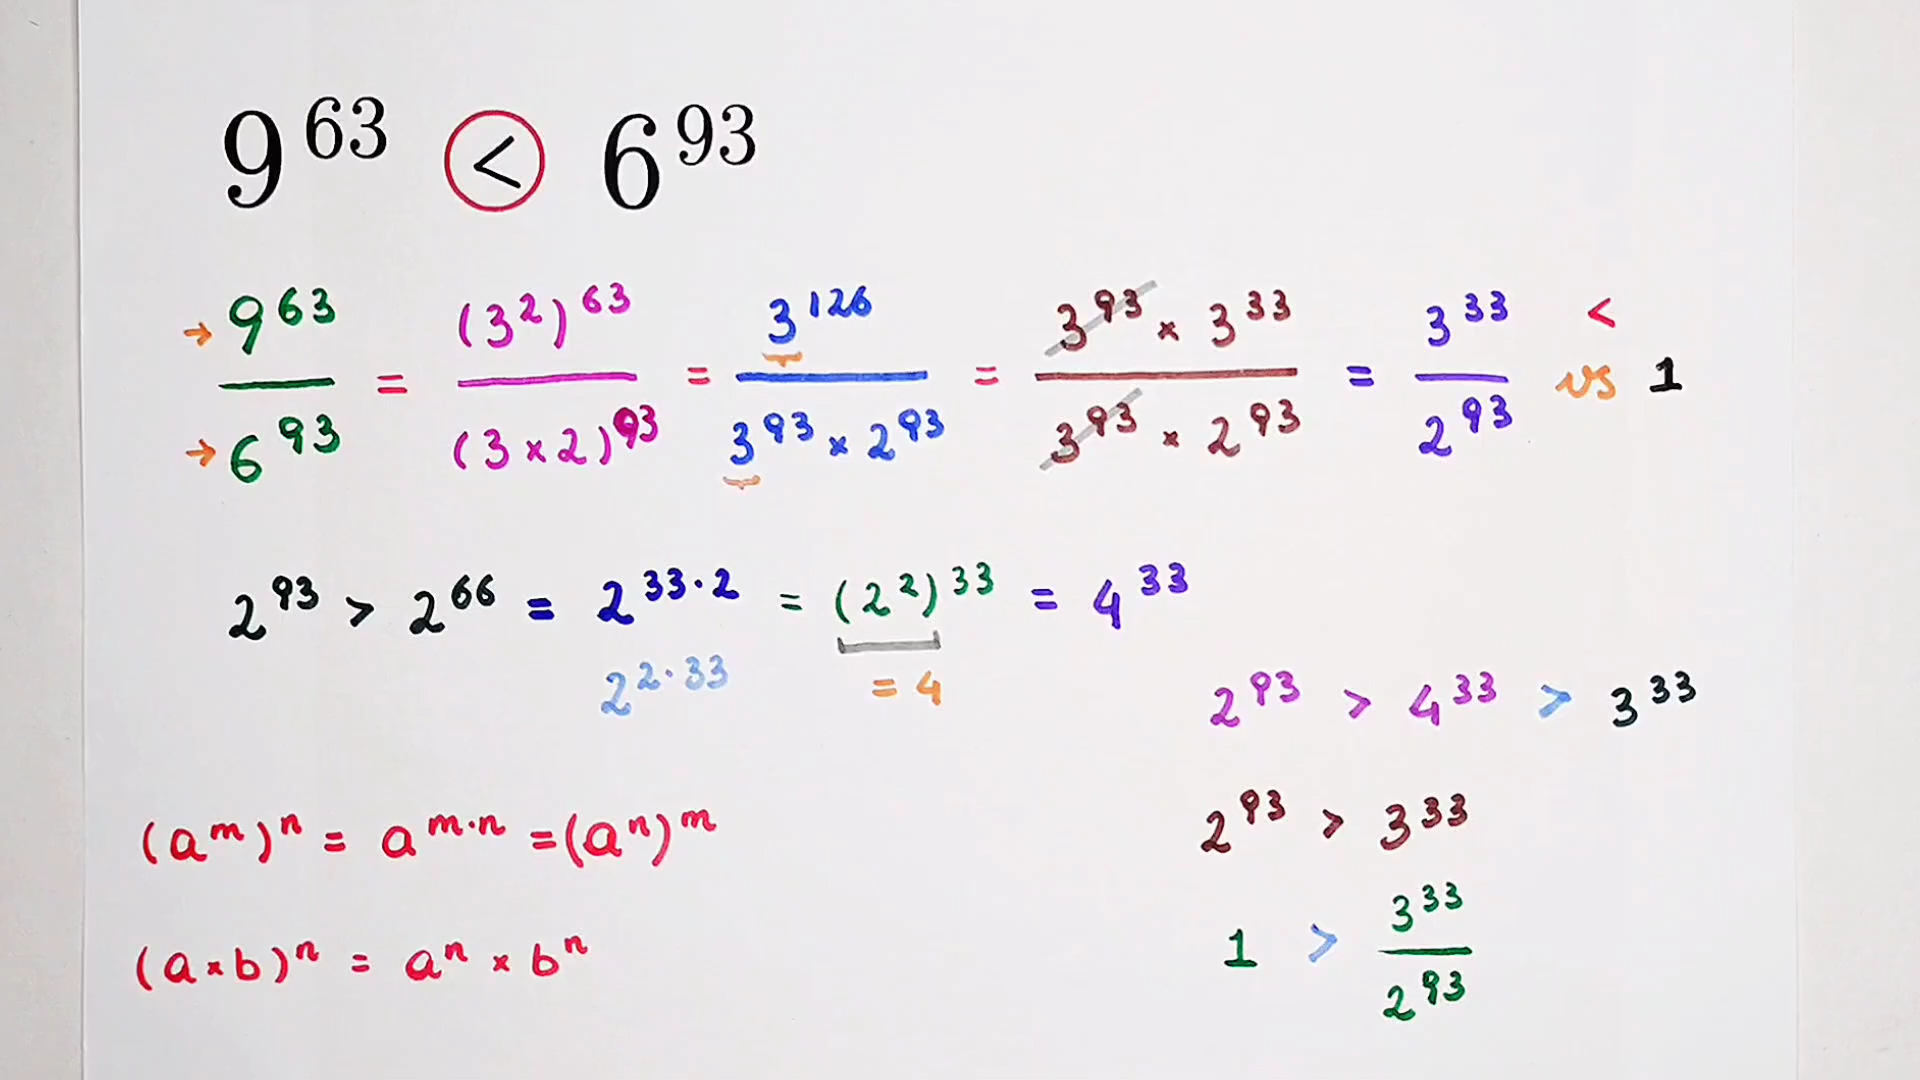 9^63 < 6^93
→ 9^63 / → 6^93 = (3^2)^63 / (3 × 2)^93 = 3^126 / 3^93 × 2^93 = 3^93 × 3^33 / 3^93 × 2^93 = 3^33 / 2^93 < vs 1
2^93 > 2^66 = 2^33·2 = (2^2)^33 = 4^33
2^2·33 = 4
2^93 > 4^33 > 3^33
(a^m)^n = a^m·n = (a^n)^m
2^93 > 3^33
(a × b)^n = a^n × b^n
1 > 3^33 / 2^93